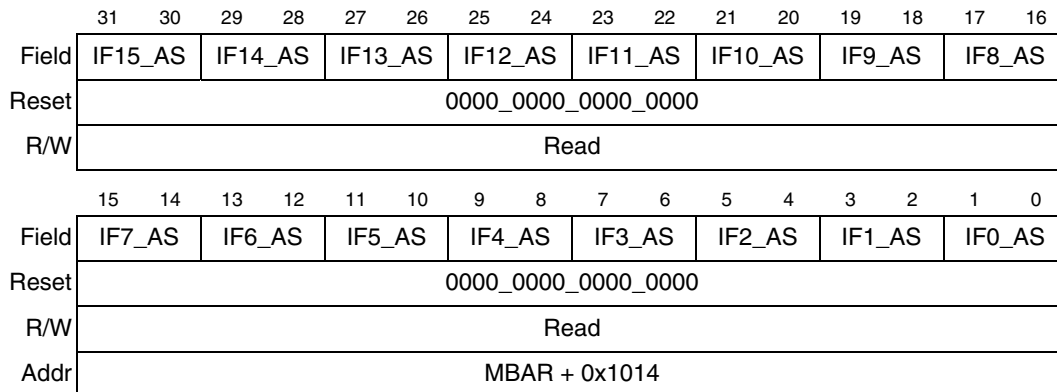 31 30 29 28 27 26 25 24 23 22 21 20 19 18 17 16
Field IF15_AS IF14_AS IF13_AS IF12_AS IF11_AS IF10_AS IF9_AS IF8_AS
Reset 0000_0000_0000_0000
R/W Read
15 14 13 12 11 10 9 8 7 6 5 4 3 2 1 0
Field IF7_AS IF6_AS IF5_AS IF4_AS IF3_AS IF2_AS IF1_AS IF0_AS
Reset 0000_0000_0000_0000
R/W Read
Addr MBAR + 0x1014